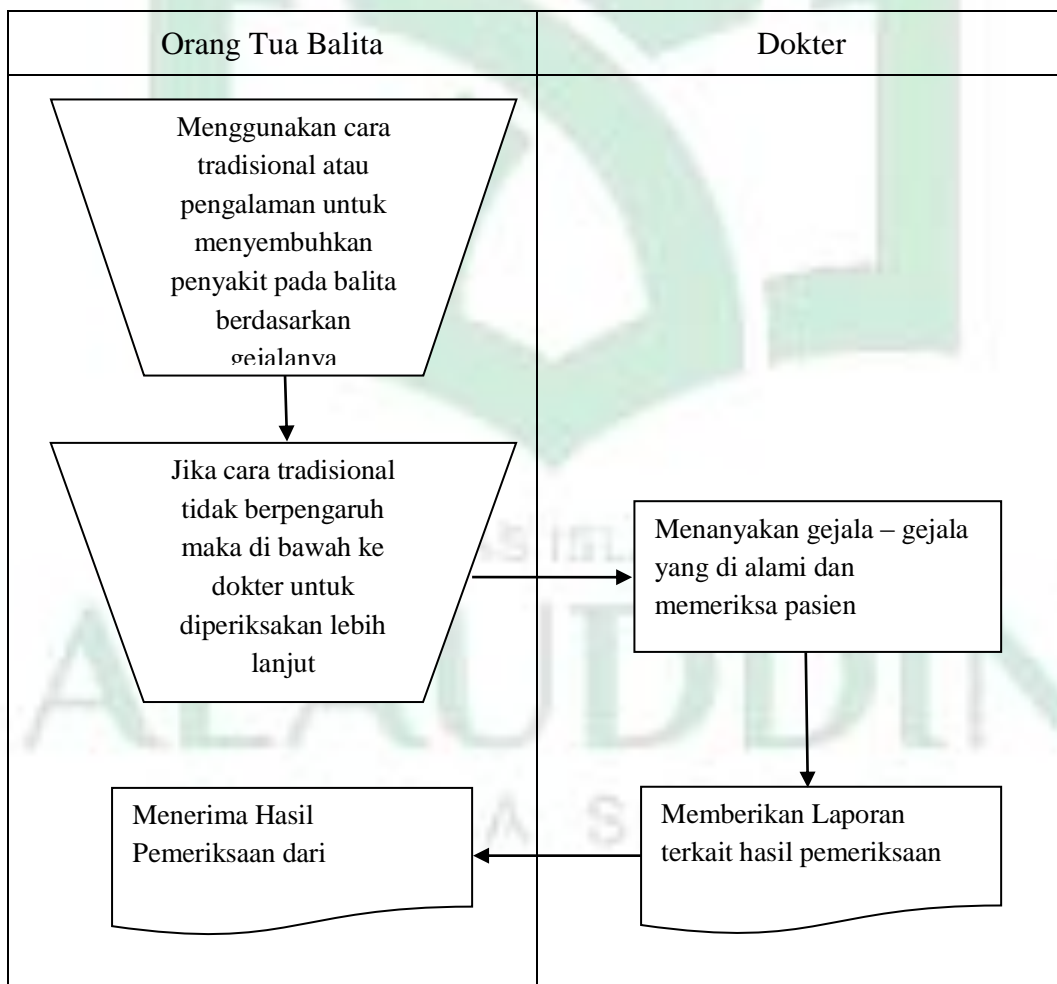 Orang Tua Balita
Dokter
Menggunakan cara
tradisional atau
pengalaman untuk
menyembuhkan
penyakit pada balita
berdasarkan
gejalanya
Jika cara tradisional
tidak berpengaruh
maka di bawah ke
dokter untuk
diperiksakan lebih
lanjut
Menanyakan gejala – gejala
yang di alami dan
memeriksa pasien
Memberikan Laporan
terkait hasil pemeriksaan
Menerima Hasil
Pemeriksaan dari
ALAUDDIN